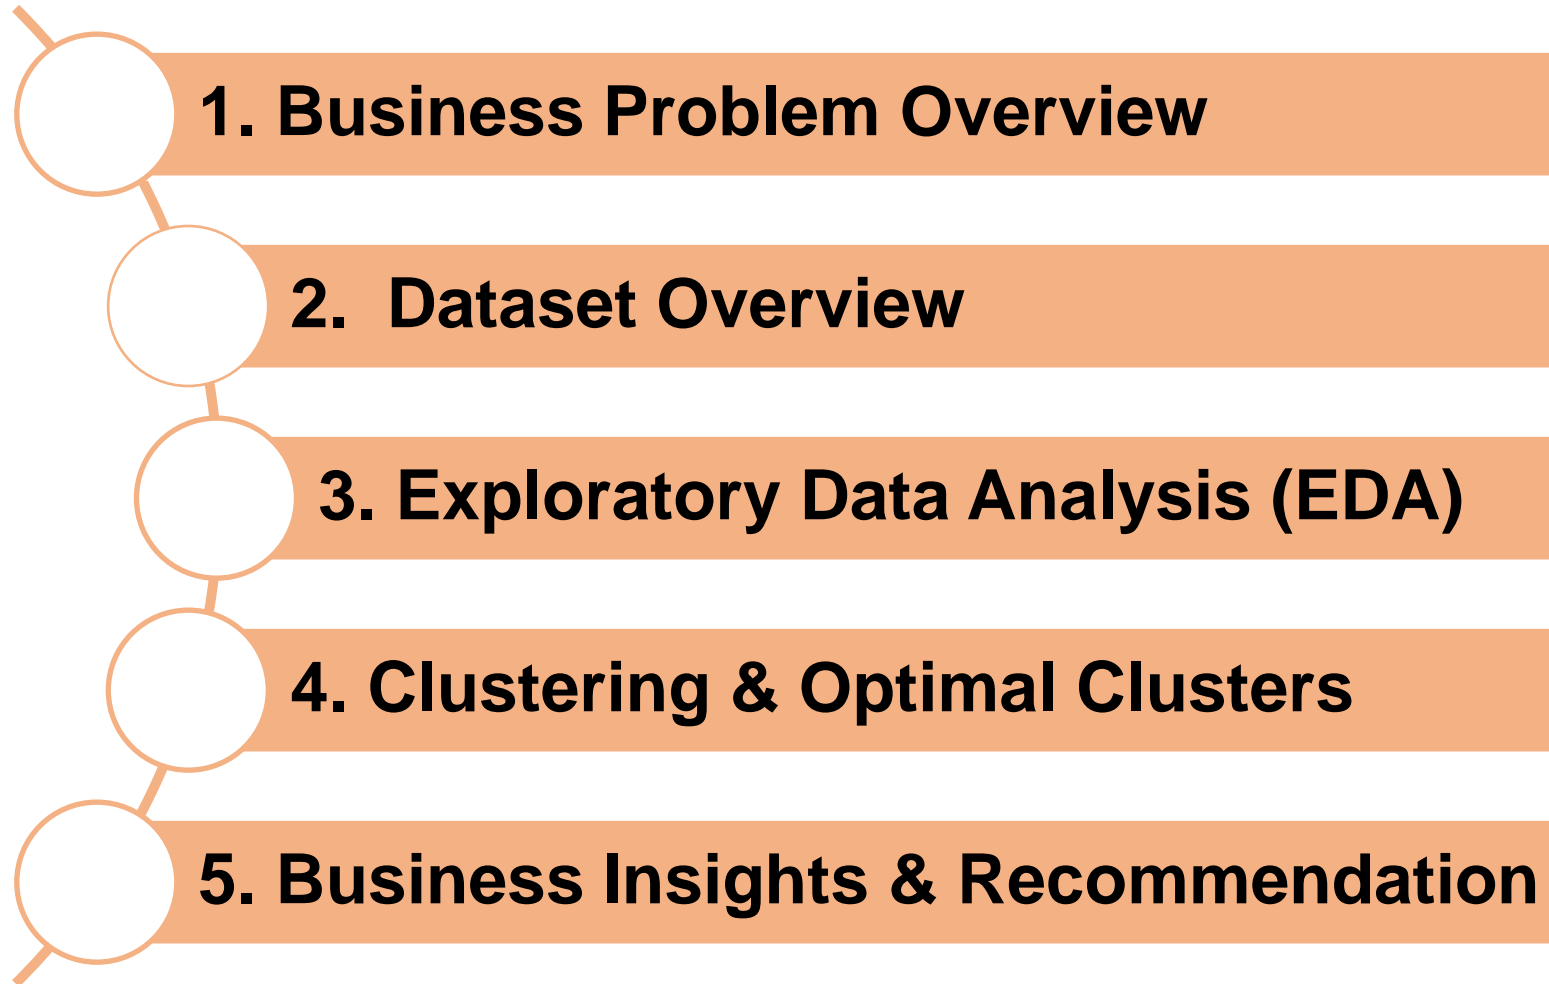 1. Business Problem Overview
2.  Dataset Overview
3. Exploratory Data Analysis (EDA)
4. Clustering & Optimal Clusters
5. Business Insights & Recommendation